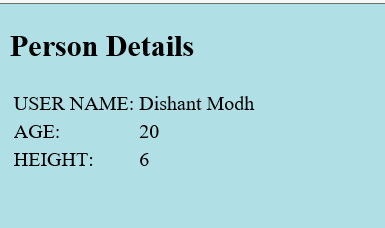 Person Details
USER NAME: Dishant Modh
AGE: 20
HEIGHT: 6